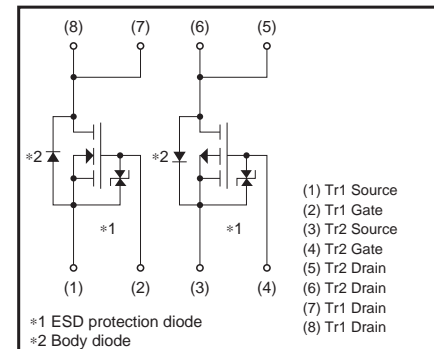 (8) (7) (6) (5)
∗2 ∗2
∗1 ∗1
(1) (2) (3) (4)
(1) Tr1 Source
(2) Tr1 Gate
(3) Tr2 Source
(4) Tr2 Gate
(5) Tr2 Drain
(6) Tr2 Drain
(7) Tr1 Drain
(8) Tr1 Drain
∗1 ESD protection diode
∗2 Body diode